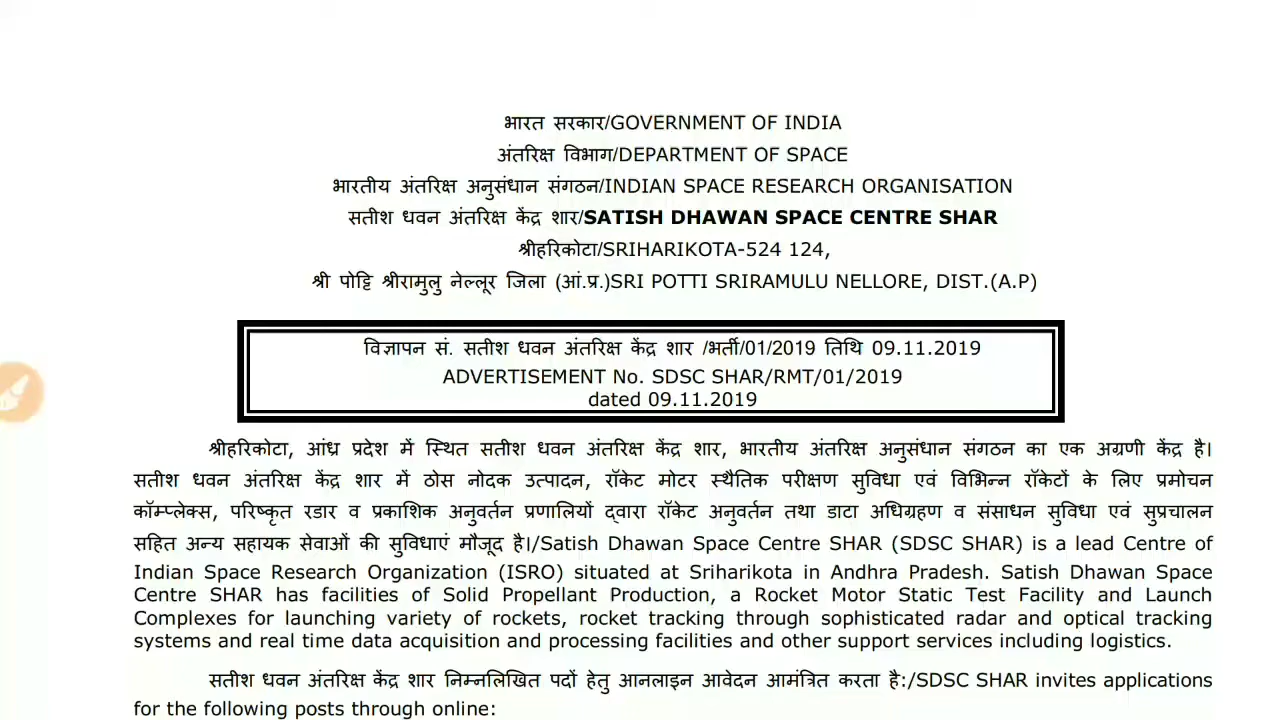 भारत सरकार/GOVERNMENT OF INDIA
अंतरिक्ष विभाग/DEPARTMENT OF SPACE
भारतीय अंतरिक्ष अनुसंधान संगठन/INDIAN SPACE RESEARCH ORGANISATION
सतीश धवन अंतरिक्ष केंद्र शार/SATISH DHAWAN SPACE CENTRE SHAR
श्रीहरिकोटा/SRIHARIKOTA-524 124,
श्री पोट्टि श्रीरामुलु नेल्लूर जिला (आं.प्र.)SRI POTTI SRIRAMULU NELLORE, DIST.(A.P)
विज्ञापन सं. सतीश धवन अंतरिक्ष केंद्र शार /भर्ती/01/2019 तिथि 09.11.2019
ADVERTISEMENT No. SDSC SHAR/RMT/01/2019
dated 09.11.2019
श्रीहरिकोटा, आंध्र प्रदेश में स्थित सतीश धवन अंतरिक्ष केंद्र शार, भारतीय अंतरिक्ष अनुसंधान संगठन का एक अग्रणी केंद्र है।
सतीश धवन अंतरिक्ष केंद्र शार में ठोस नोदक उत्पादन, रॉकेट मोटर स्थैतिक परीक्षण सुविधा एवं विभिन्न रॉकेटों के लिए प्रमोचन
कॉम्प्लेक्स, परिष्कृत रडार व प्रकाशिक अनुवर्तन प्रणालियों द्वारा रॉकेट अनुवर्तन तथा डाटा अधिग्रहण व संसाधन सुविधा एवं सुप्रचालन
सहित अन्य सहायक सेवाओं की सुविधाएं मौजूद है।/Satish Dhawan Space Centre SHAR (SDSC SHAR) is a lead Centre of
Indian Space Research Organization (ISRO) situated at Sriharikota in Andhra Pradesh. Satish Dhawan Space
Centre SHAR has facilities of Solid Propellant Production, a Rocket Motor Static Test Facility and Launch
Complexes for launching variety of rockets, rocket tracking through sophisticated radar and optical tracking
systems and real time data acquisition and processing facilities and other support services including logistics.
सतीश धवन अंतरिक्ष केंद्र शार निम्नलिखित पदों हेतु आनलाइन आवेदन आमंत्रित करता है:/SDSC SHAR invites applications
for the following posts through online: